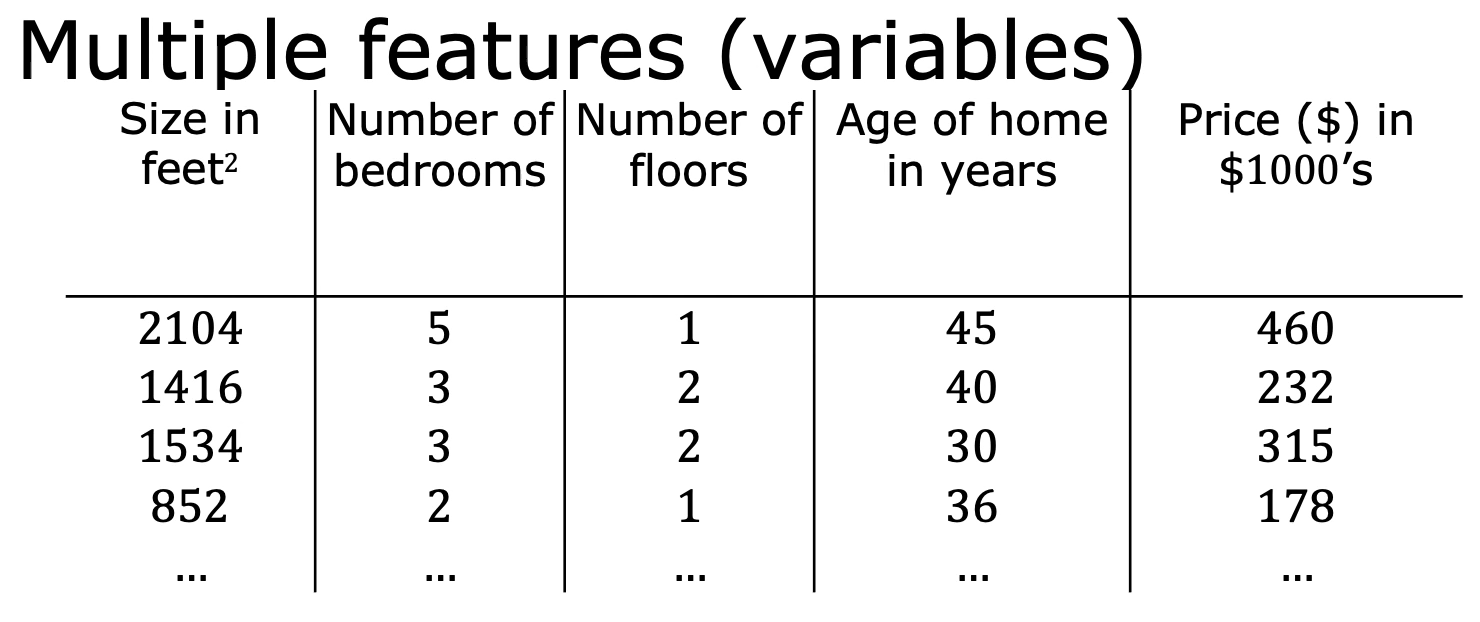 Multiple features (variables)
Size in feet² Number of bedrooms Number of floors Age of home in years Price ($) in $1000’s
2104 5 1 45 460
1416 3 2 40 232
1534 3 2 30 315
852 2 1 36 178
... ... ... ... ...